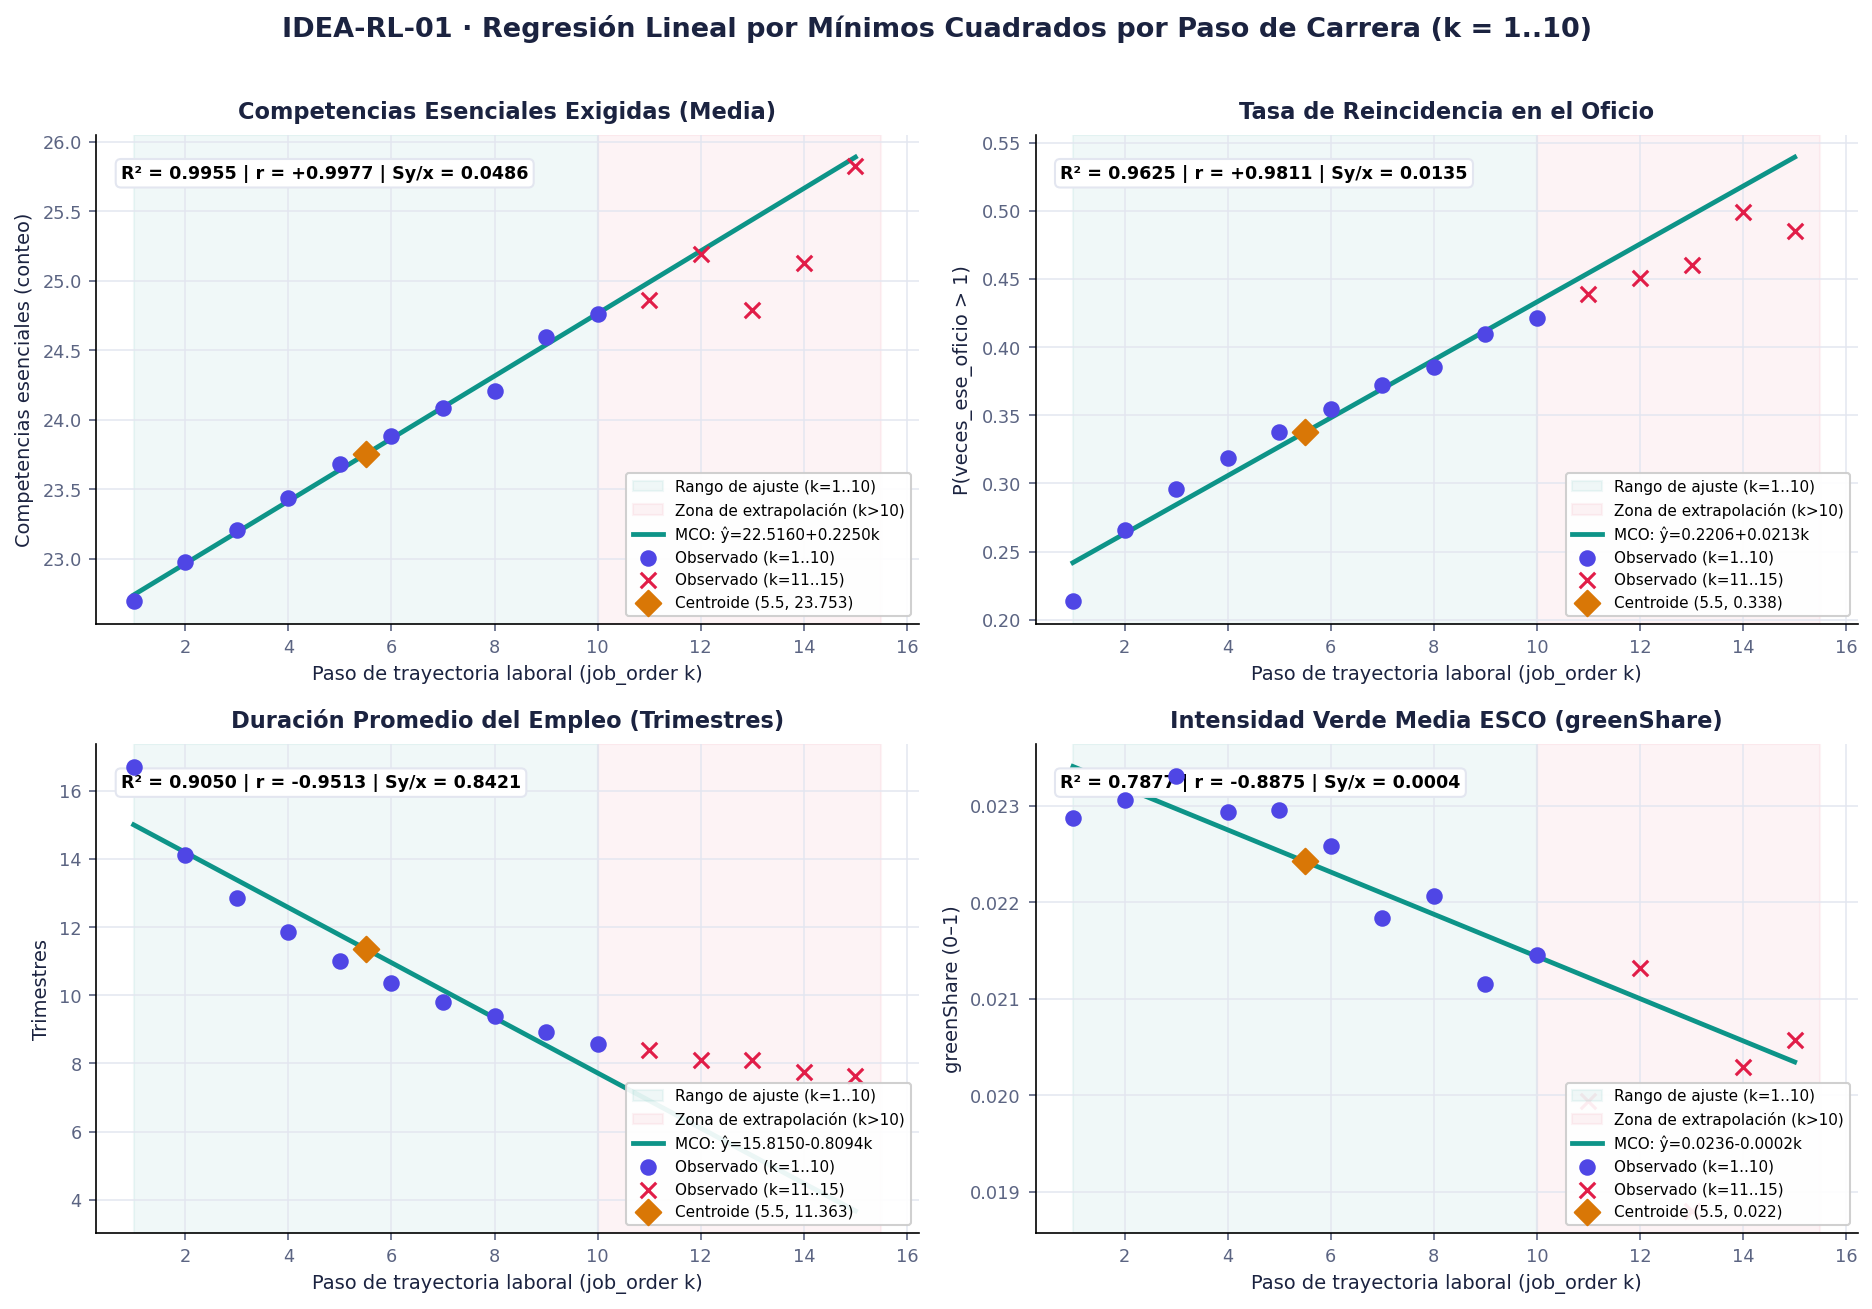 IDEA-RL-01 · Regresión Lineal por Mínimos Cuadrados por Paso de Carrera (k = 1..10)
Competencias Esenciales Exigidas (Media)
R² = 0.9955 | r = +0.9977 | Sy/x = 0.0486
Competencias esenciales (conteo)
26.0
25.5
25.0
24.5
24.0
23.5
23.0
Rango de ajuste (k=1..10)
Zona de extrapolación (k>10)
MCO: ŷ=22.5160+0.2250k
Observado (k=1..10)
Observado (k=11..15)
Centroide (5.5, 23.753)
2 4 6 8 10 12 14 16
Paso de trayectoria laboral (job_order k)
Tasa de Reincidencia en el Oficio
R² = 0.9625 | r = +0.9811 | Sy/x = 0.0135
P(veces_ese_oficio > 1)
0.55
0.50
0.45
0.40
0.35
0.30
0.25
0.20
Rango de ajuste (k=1..10)
Zona de extrapolación (k>10)
MCO: ŷ=0.2206+0.0213k
Observado (k=1..10)
Observado (k=11..15)
Centroide (5.5, 0.338)
2 4 6 8 10 12 14 16
Paso de trayectoria laboral (job_order k)
Duración Promedio del Empleo (Trimestres)
R² = 0.9050 | r = -0.9513 | Sy/x = 0.8421
Trimestres
16
14
12
10
8
6
4
Rango de ajuste (k=1..10)
Zona de extrapolación (k>10)
MCO: ŷ=15.8150-0.8094k
Observado (k=1..10)
Observado (k=11..15)
Centroide (5.5, 11.363)
2 4 6 8 10 12 14 16
Paso de trayectoria laboral (job_order k)
Intensidad Verde Media ESCO (greenShare)
R² = 0.7877 | r = -0.8875 | Sy/x = 0.0004
greenShare (0–1)
0.023
0.022
0.021
0.020
0.019
Rango de ajuste (k=1..10)
Zona de extrapolación (k>10)
MCO: ŷ=0.0236-0.0002k
Observado (k=1..10)
Observado (k=11..15)
Centroide (5.5, 0.022)
2 4 6 8 10 12 14 16
Paso de trayectoria laboral (job_order k)